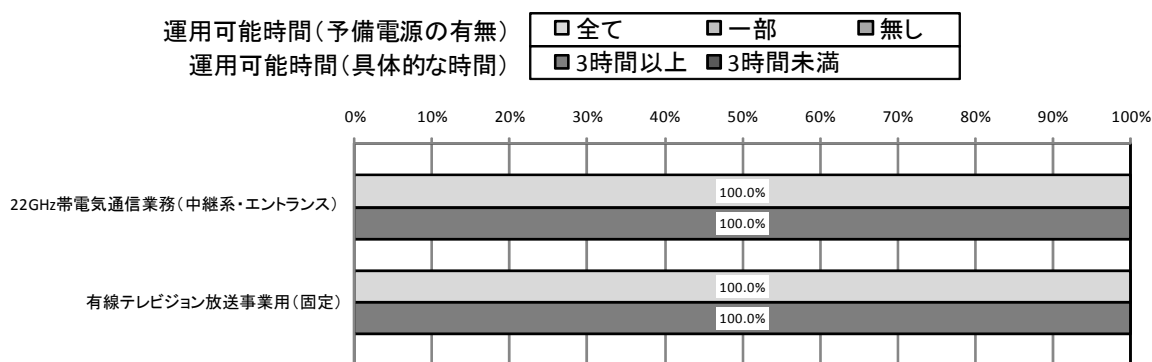 運用可能時間（予備電源の有無） 全て 一部 無し
運用可能時間（具体的な時間） 3時間以上 3時間未満
0% 10% 20% 30% 40% 50% 60% 70% 80% 90% 100%
100.0%
22GHz帯電気通信業務（中継系・エントランス）
100.0%
100.0%
有線テレビジョン放送事業用（固定）
100.0%